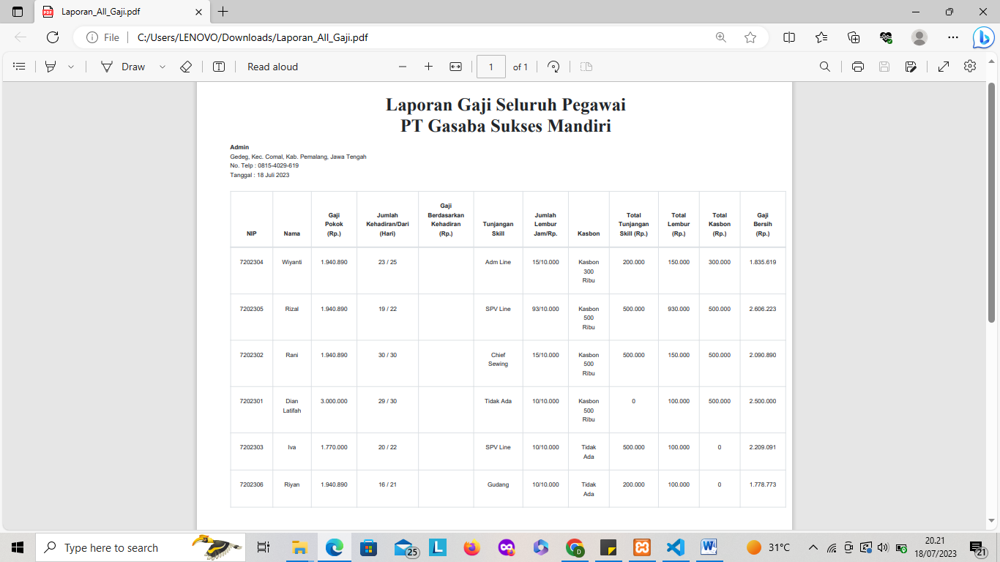 Laporan_All_Gaji.pdf
File
C:/Users/LENOVO/Downloads/Laporan_All_Gaji.pdf
Draw
Read aloud
1 of 1
Laporan Gaji Seluruh Pegawai
PT Gasaba Sukses Mandiri
Admin
Gedeg, Kec. Comal, Kab. Pemalang, Jawa Tengah
No. Telp : 0815-4029-619
Tanggal : 18 Juli 2023
NIP Nama Gaji Pokok (Rp.) Jumlah Kehadiran/Dari (Hari) Gaji Berdasarkan Kehadiran (Rp.) Tunjangan Skill Jumlah Lembur Jam/Rp. Kasbon Total Tunjangan Skill (Rp.) Total Lembur (Rp.) Total Kasbon (Rp.) Gaji Bersih (Rp.)
7202304 Wiyanti 1.940.890 23 / 25 Adm Line 15/10.000 Kasbon 300 Ribu 200.000 150.000 300.000 1.835.619
7202305 Rizal 1.940.890 19 / 22 SPV Line 93/10.000 Kasbon 500 Ribu 500.000 930.000 500.000 2.606.223
7202302 Rani 1.940.890 30 / 30 Chief Sewing 15/10.000 Kasbon 500 Ribu 500.000 150.000 500.000 2.090.890
7202301 Dian Latifah 3.000.000 29 / 30 Tidak Ada 10/10.000 Kasbon 500 Ribu 0 100.000 500.000 2.500.000
7202303 Iva 1.770.000 20 / 22 SPV Line 10/10.000 Tidak Ada 500.000 100.000 0 2.209.091
7202306 Riyan 1.940.890 16 / 21 Gudang 10/10.000 Tidak Ada 200.000 100.000 0 1.778.773
Type here to search
25
31°C
20.21
18/07/2023
21